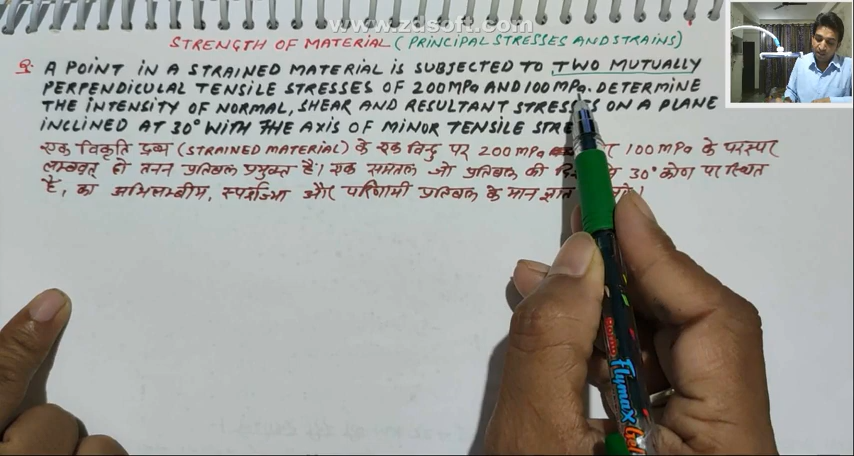 www.zdsoft.com
STRENGTH OF MATERIAL (PRINCIPAL STRESSES AND STRAINS)
Q. A POINT IN A STRAINED MATERIAL IS SUBJECTED TO TWO MUTUALLY
PERPENDICULAR TENSILE STRESSES OF 200MPa AND 100MPa. DETERMINE
THE INTENSITY OF NORMAL, SHEAR AND RESULTANT STRESSES ON A PLANE
INCLINED AT 30° WITH THE AXIS OF MINOR TENSILE
एक विकृति द्रव्य (STRAINED MATERIAL) के एक बिन्दु पर 200 MPa 100 MPa के परस्पर
लम्बवत् दो तनन प्रतिबल प्रयुक्त हैं। एक समतल जो प्रतिबल की 30° कोण पर स्थित
है, का अभिलम्बीय, स्पर्शज्या और परिणामी प्रतिबल के मान ज्ञात
Flymax Gel